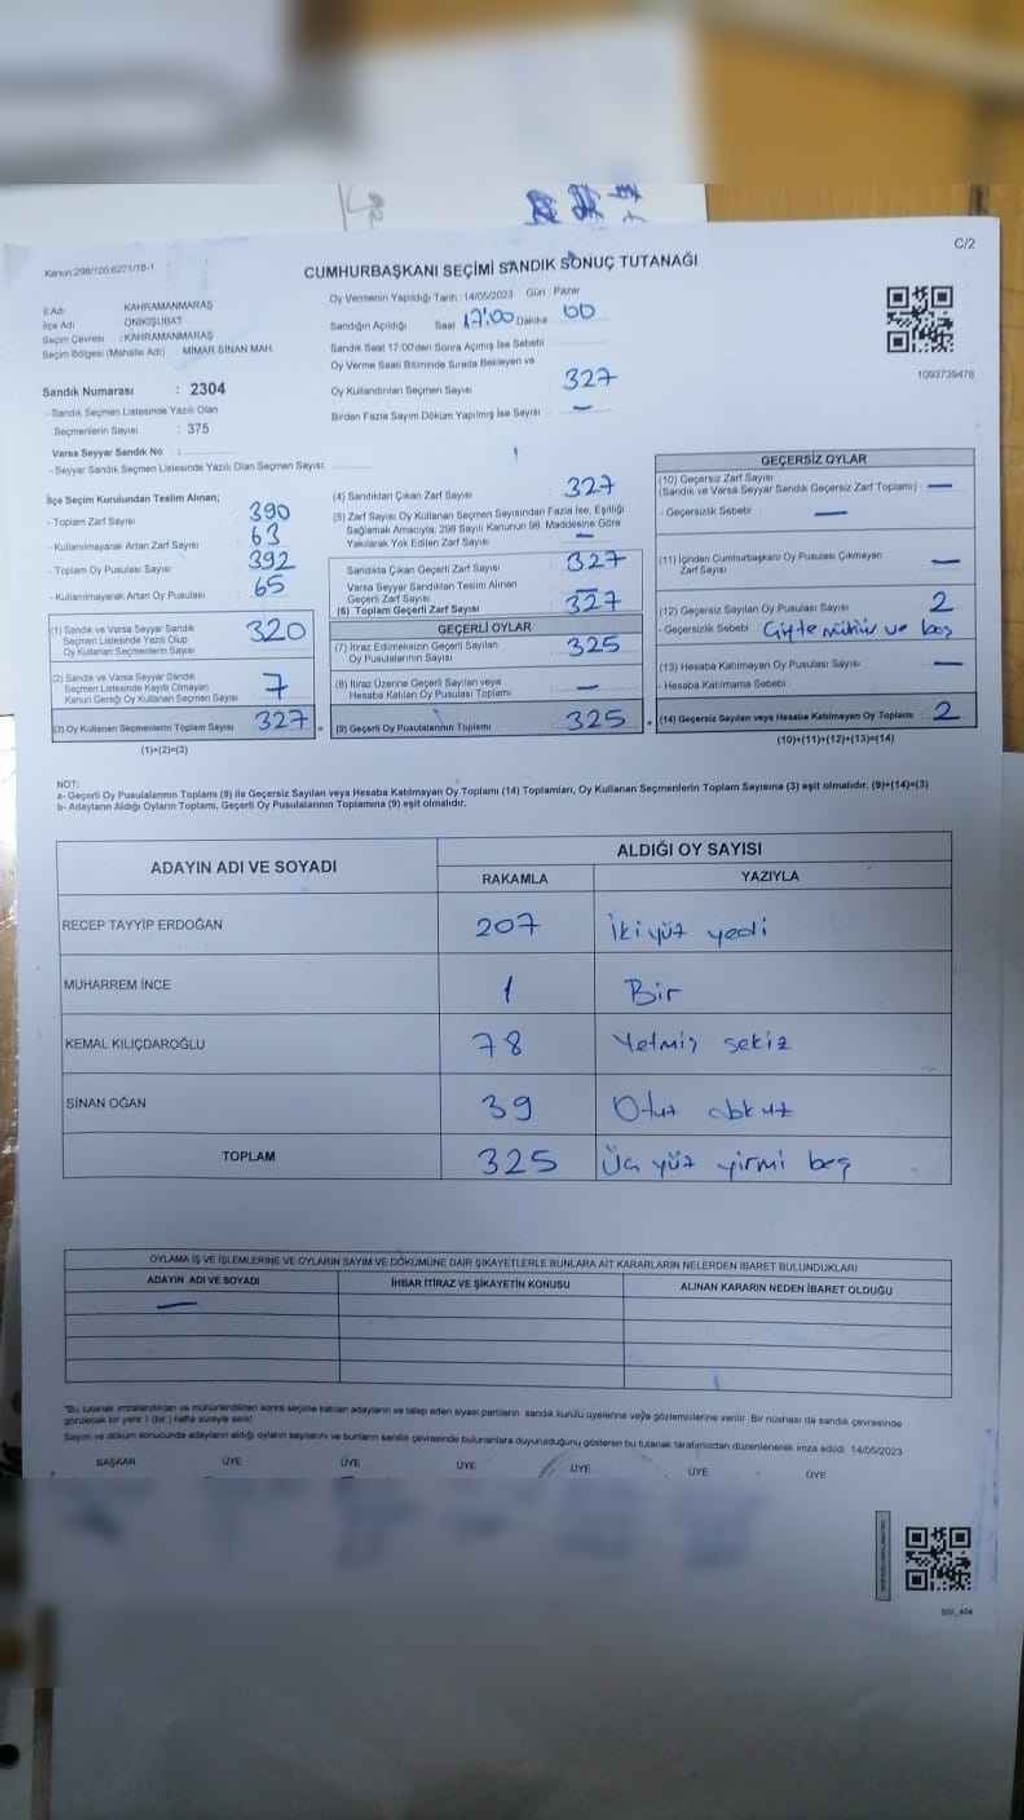 C/2
CUMHURBAŞKANI SEÇİMİ SANDIK SONUÇ TUTANAĞI
1093739478
İl Adı : KAHRAMANMARAŞ
İlçe Adı : ONİKİŞUBAT
Seçim Çevresi : KAHRAMANMARAŞ
Seçim Bölgesi (Mahalle Adı) : MİMAR SİNAN MAH.
Sandık Numarası : 2304
- Sandık Seçmen Listesinde Yazılı Olan
Seçmenlerin Sayısı : 375
Varsa Seyyar Sandık No :
- Seyyar Sandık Seçmen Listesinde Yazılı Olan Seçmen Sayısı:
Oy Vermenin Yapıldığı Tarih : 14/05/2023 Gün : Pazar
Sandığın Açıldığı Saat 17:00 Dakika 00
Sandık Saat 17:00'den Sonra Açılmış İse Sebebi
Oy Verme Saati Bitiminde Sırada Bekleyen ve
Oy Kullandırılan Seçmen Sayısı 327
Birden Fazla Sayım Döküm Yapılmış İse Sayısı —
İlçe Seçim Kurulundan Teslim Alınan;
- Toplam Zarf Sayısı 390
- Kullanılmayarak Artan Zarf Sayısı 63
- Toplam Oy Pusulası Sayısı 392
- Kullanılmayarak Artan Oy Pusulası 65
(1) Sandık ve Varsa Seyyar Sandık
Seçmen Listesinde Yazılı Olup
Oy Kullanan Seçmenlerin Sayısı 320
(2) Sandık ve Varsa Seyyar Sandık
Seçmen Listesinde Kayıtlı Olmayan
Kanun Gereği Oy Kullanan Seçmen Sayısı 7
(3) Oy Kullanan Seçmenlerin Toplam Sayısı 327
(1)+(2)=(3)
(4) Sandıktan Çıkan Zarf Sayısı 327
(5) Zarf Sayısı Oy Kullanan Seçmen Sayısından Fazla İse, Eşitliği
Sağlamak Amacıyla, 298 Sayılı Kanunun 98. Maddesine Göre
Yakılarak Yok Edilen Zarf Sayısı —
Sandıkta Çıkan Geçerli Zarf Sayısı 327
Varsa Seyyar Sandıktan Teslim Alınan
Geçerli Zarf Sayısı —
(6) Toplam Geçerli Zarf Sayısı 327
GEÇERLİ OYLAR
(7) İtiraz Edilmeksizin Geçerli Sayılan
Oy Pusulalarının Sayısı 325
(8) İtiraz Üzerine Geçerli Sayılan veya
Hesaba Katılan Oy Pusulası Toplamı —
(9) Geçerli Oy Pusulalarının Toplamı 325
GEÇERSİZ OYLAR
(10) Geçersiz Zarf Sayısı
(Sandık ve Varsa Seyyar Sandık Geçersiz Zarf Toplamı) —
- Geçersizlik Sebebi —
(11) İçinden Cumhurbaşkanı Oy Pusulası Çıkmayan
Zarf Sayısı —
(12) Geçersiz Sayılan Oy Pusulası Sayısı 2
- Geçersizlik Sebebi Çifte mühür ve boş
(13) Hesaba Katılmayan Oy Pusulası Sayısı —
- Hesaba Katılmama Sebebi
(14) Geçersiz Sayılan veya Hesaba Katılmayan Oy Toplamı 2
(10)+(11)+(12)+(13)=(14)
NOT:
a- Geçerli Oy Pusulalarının Toplamı (9) ile Geçersiz Sayılan veya Hesaba Katılmayan Oy Toplamı (14) Toplamları, Oy Kullanan Seçmenlerin Toplam Sayısına (3) eşit olmalıdır. (9)+(14)=(3)
b- Adayların Aldığı Oyların Toplamı, Geçerli Oy Pusulalarının Toplamına (9) eşit olmalıdır.
ADAYIN ADI VE SOYADI ALDIĞI OY SAYISI
RAKAMLA YAZIYLA
RECEP TAYYİP ERDOĞAN 207 İki yüz yedi
MUHARREM İNCE 1 Bir
KEMAL KILIÇDAROĞLU 78 Yetmiş sekiz
SİNAN OĞAN 39 Otuz dokuz
TOPLAM 325 Üç yüz yirmi beş
OYLAMA İŞ VE İŞLEMLERİNE VE OYLARIN SAYIM VE DÖKÜMÜNE DAİR ŞİKAYETLERLE BUNLARA AİT KARARLARIN NELERDEN İBARET BULUNDUKLARI
ADAYIN ADI VE SOYADI İHBAR İTİRAZ VE ŞİKAYETİN KONUSU ALINAN KARARIN NEDEN İBARET OLDUĞU
—
"Bu tutanak imzalandıktan ve mühürlendikten sonra seçime katılan adayların ve talep eden siyasi partilerin sandık kurulu üyelerine veya gözlemcilerine verilir. Bir nüshası da sandık çevresinde
görülecek bir yere 1 (bir) hafta süreyle asılır."
Sayım ve döküm sonucunda adayların aldığı oyların sayılarını ve bunların sandık çevresinde bulunanlara duyurulduğunu gösteren bu tutanak tarafımızdan düzenlenerek imza edildi. 14/05/2023
BAŞKAN ÜYE ÜYE ÜYE ÜYE ÜYE ÜYE